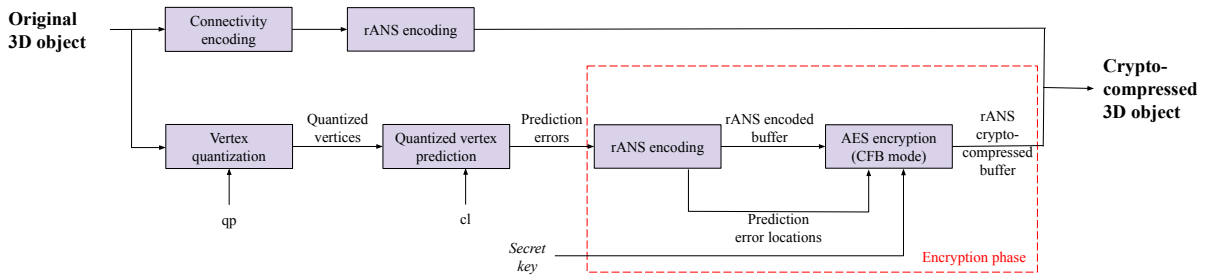 Original
3D object
Connectivity
encoding
rANS encoding
Crypto-
compressed
3D object
Vertex
quantization
Quantized
vertices
Quantized vertex
prediction
Prediction
errors
rANS encoding
rANS encoded
buffer
AES encryption
(CFB mode)
rANS
crypto-
compressed
buffer
qp
cl
Prediction
error locations
Secret
key
Encryption phase